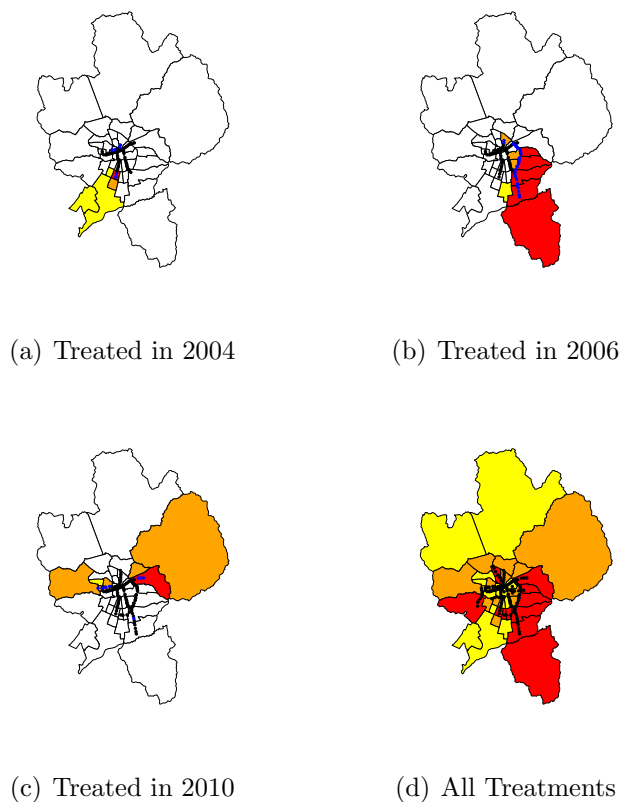 (a) Treated in 2004
(b) Treated in 2006
(c) Treated in 2010
(d) All Treatments